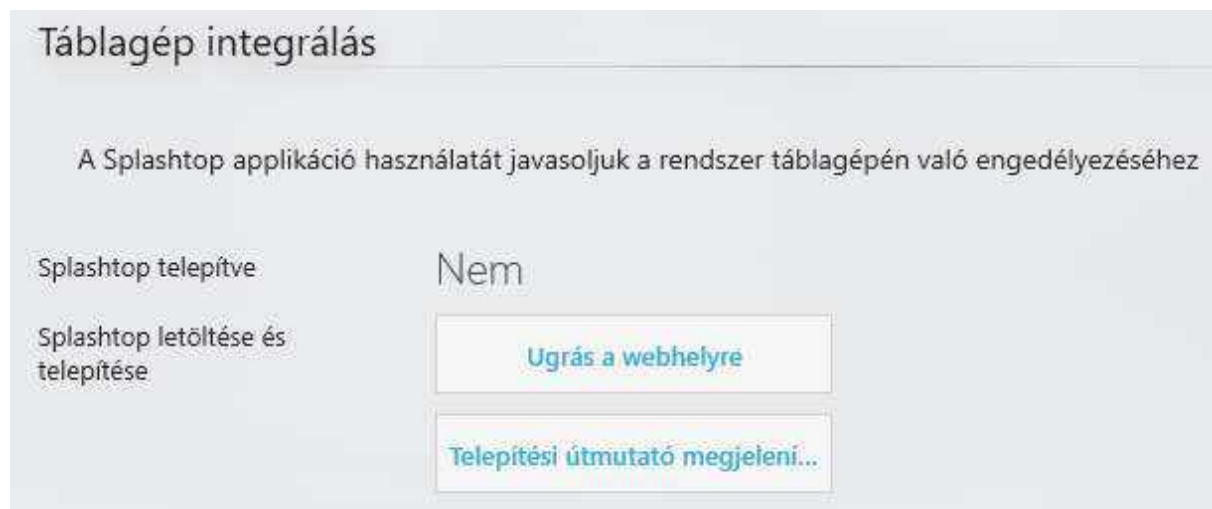 Táblagép integrálás
A Splashtop applikáció használatát javasoljuk a rendszer táblagépén való engedélyezéséhez
Splashtop telepítve
Nem
Splashtop letöltése és
telepítése
Ugrás a webhelyre
Telepítési útmutató megjelení...